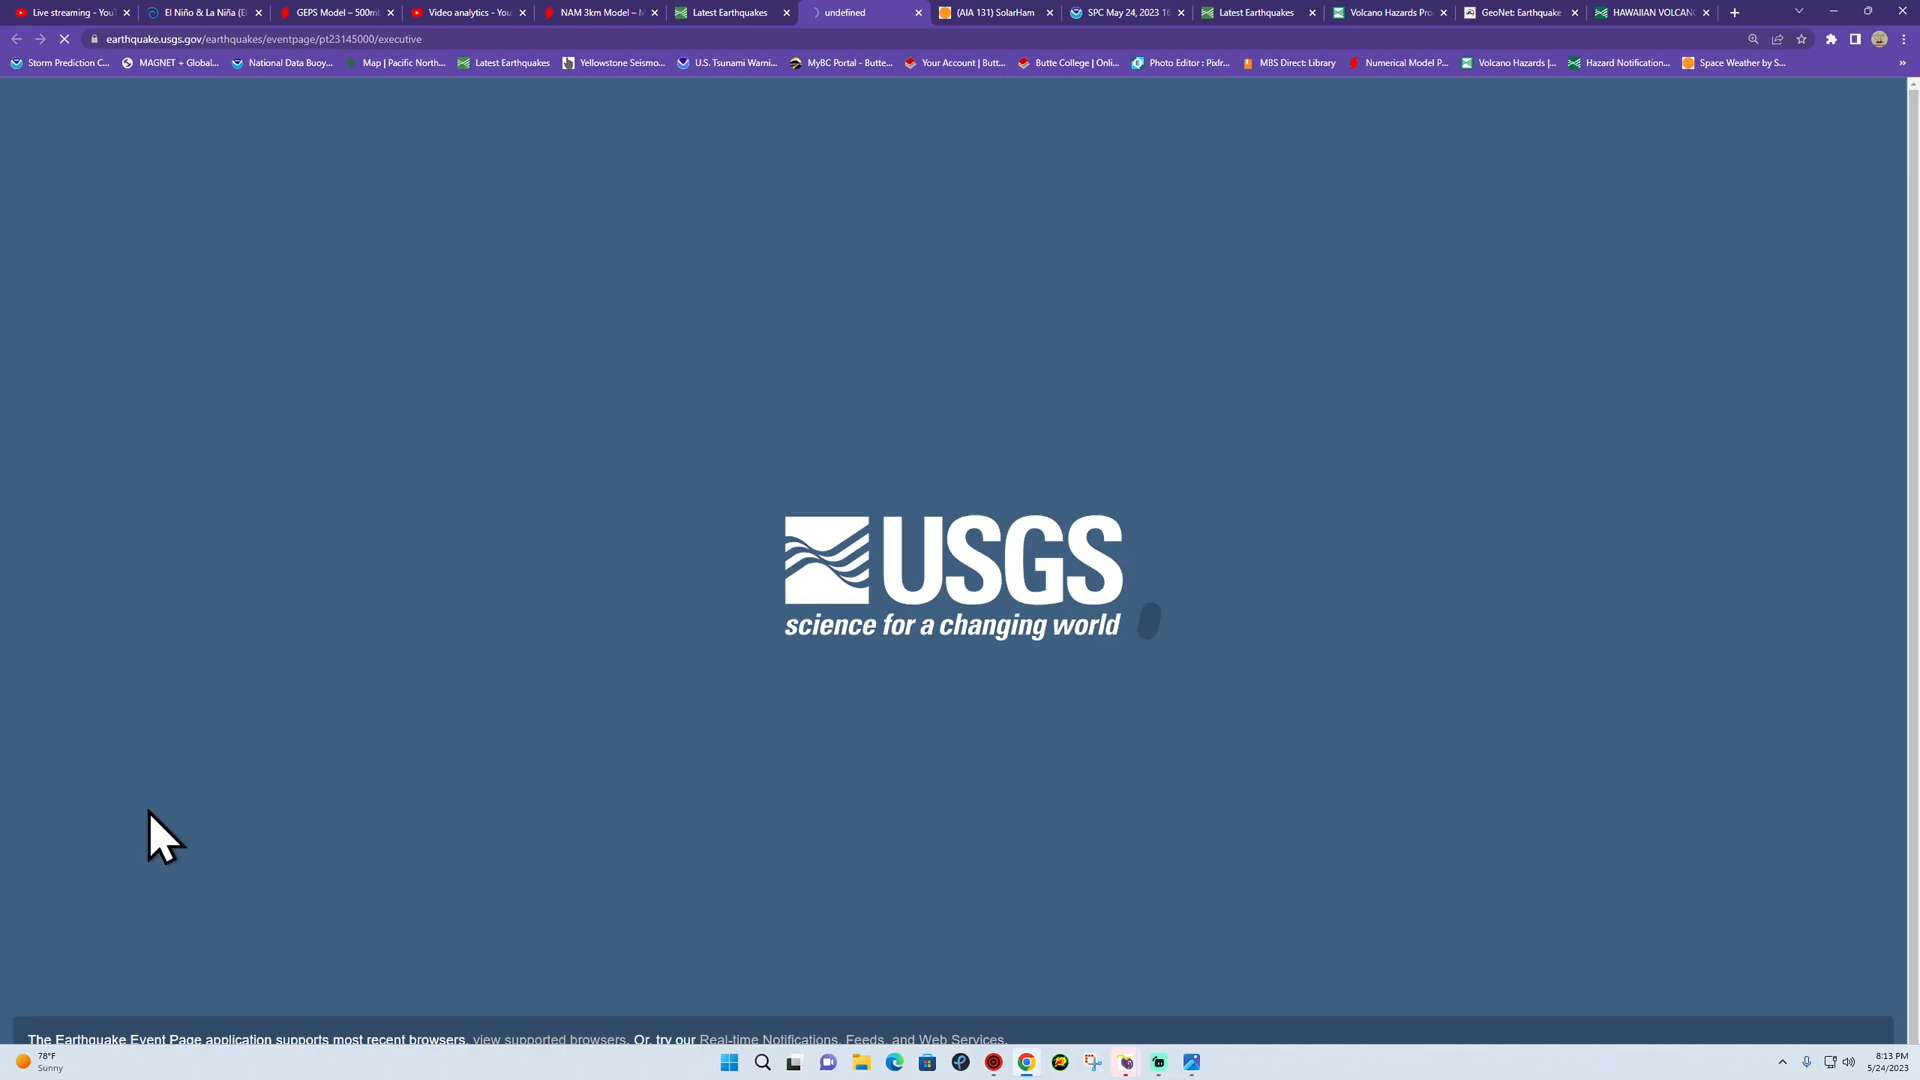 Live streaming - YouT
El Niño & La Niña (E
GEPS Model – 500m
Video analytics - You
NAM 3km Model – M
Latest Earthquakes
undefined
(AIA 131) SolarHam
SPC May 24, 2023 16
Latest Earthquakes
Volcano Hazards Pro
GeoNet: Earthquake
HAWAIIAN VOLCAN
earthquake.usgs.gov/earthquakes/eventpage/pt23145000/executive
Storm Prediction C...
MAGNET + Global...
National Data Buoy...
Map | Pacific North...
Latest Earthquakes
Yellowstone Seismo...
U.S. Tsunami Warni...
MyBC Portal - Butte...
Your Account | Butt...
Butte College | Onli...
Photo Editor : Pixlr...
MBS Direct: Library
Numerical Model P...
Volcano Hazards |...
Hazard Notification...
Space Weather by S...
»
USGS
science for a changing world
The Earthquake Event Page application supports most recent browsers, view supported browsers. Or, try our Real-time Notifications, Feeds, and Web Services.
78°F
Sunny
8:13 PM
5/24/2023